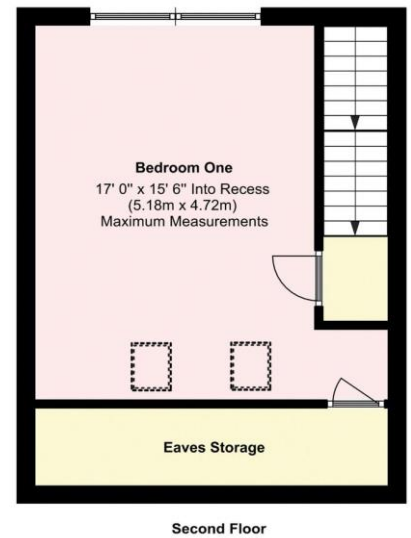 Bedroom One
17' 0" x 15' 6" Into Recess
(5.18m x 4.72m)
Maximum Measurements
Eaves Storage
Second Floor